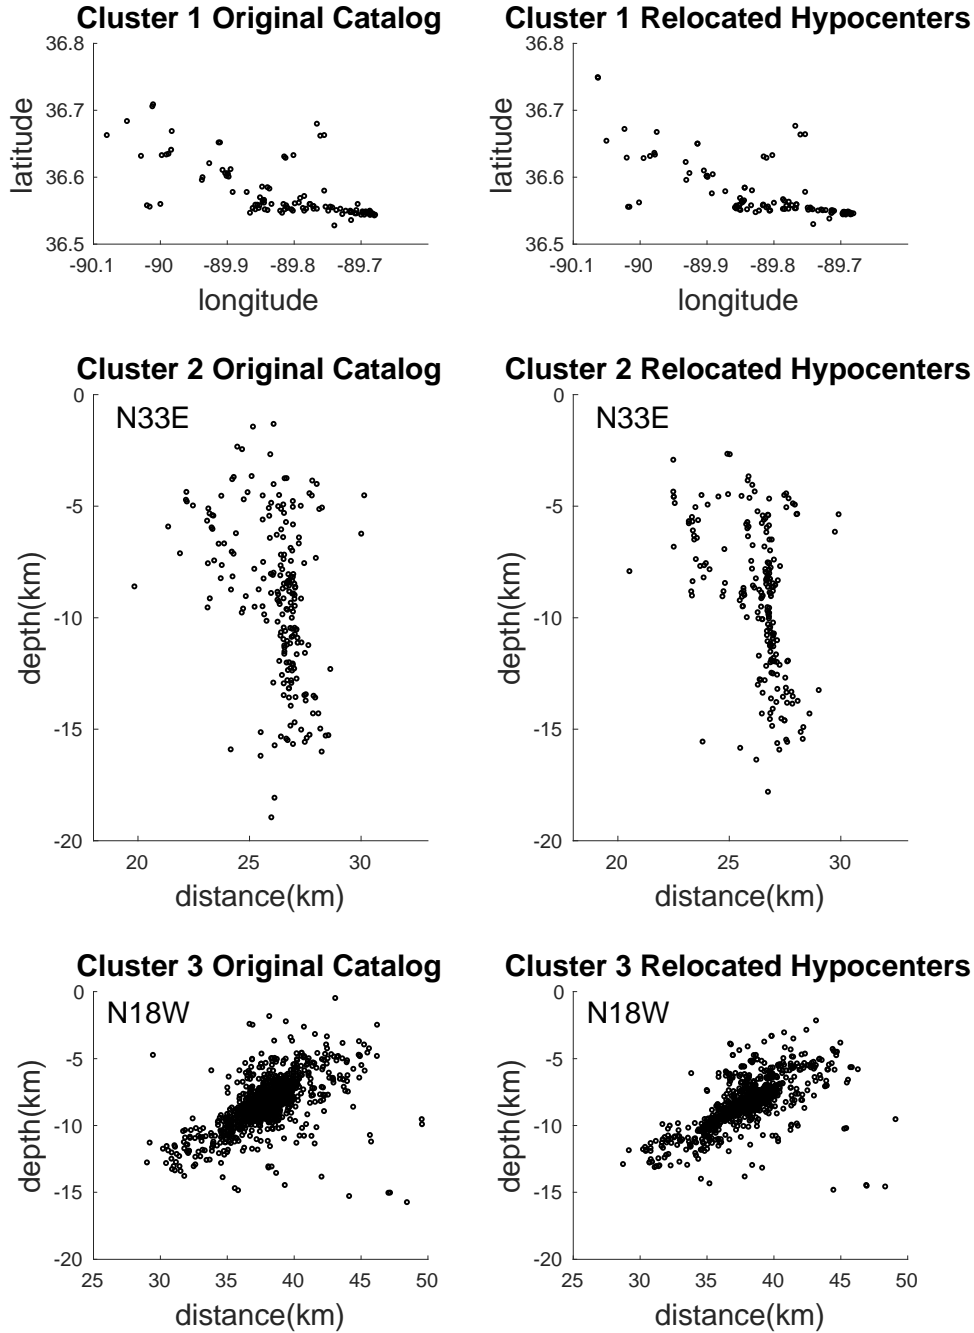 Cluster 1 Original Catalog
36.8
36.7
36.6
36.5
latitude
-90.1 -90 -89.9 -89.8 -89.7
longitude
Cluster 1 Relocated Hypocenters
36.8
36.7
36.6
36.5
latitude
-90.1 -90 -89.9 -89.8 -89.7
longitude
Cluster 2 Original Catalog
N33E
0
-5
-10
-15
-20
depth(km)
20 25 30
distance(km)
Cluster 2 Relocated Hypocenters
N33E
0
-5
-10
-15
-20
depth(km)
20 25 30
distance(km)
Cluster 3 Original Catalog
N18W
0
-5
-10
-15
-20
depth(km)
25 30 35 40 45 50
distance(km)
Cluster 3 Relocated Hypocenters
N18W
0
-5
-10
-15
-20
depth(km)
25 30 35 40 45 50
distance(km)